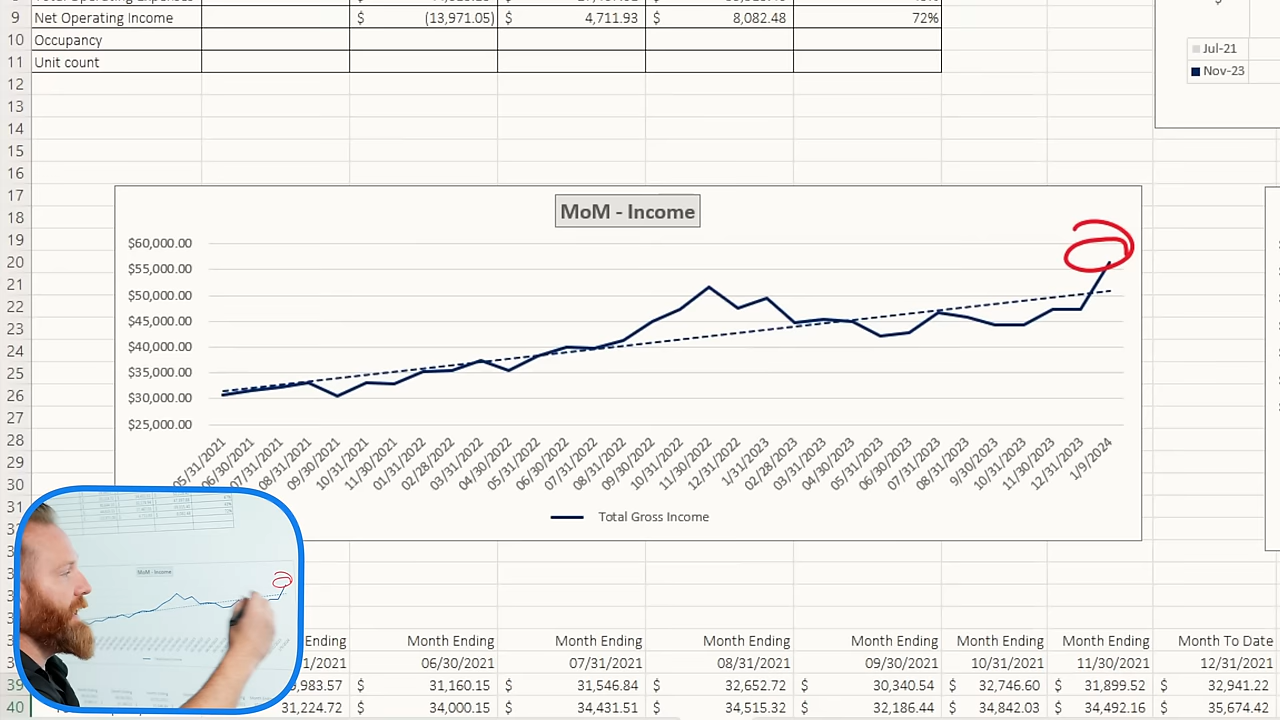 9 Net Operating Income $ (13,971.05) $ 4,711.93 $ 8,082.48 72%
10 Occupancy
11 Unit count
Jul-21
Nov-23
12
13
14
15
16
17
18
19
20
21
22
23
24
25
26
27
28
29
30
31
MoM - Income
$60,000.00
$55,000.00
$50,000.00
$45,000.00
$40,000.00
$35,000.00
$30,000.00
$25,000.00
05/31/2021 06/30/2021 07/31/2021 08/31/2021 09/30/2021 10/31/2021 11/30/2021 01/31/2022 02/28/2022 03/31/2022 04/30/2022 05/31/2022 06/30/2022 07/31/2022 08/31/2022 09/30/2022 10/31/2022 11/30/2022 12/31/2022 1/31/2023 02/28/2023 03/31/2023 04/30/2023 05/31/2023 06/30/2023 07/31/2023 08/31/2023 9/30/2023 10/31/2023 11/30/2023 12/31/2023 1/9/2024
Total Gross Income
MoM - Income
Ending Month Ending Month Ending Month Ending Month Ending Month Ending Month Ending Month To Date
06/30/2021 07/31/2021 08/31/2021 09/30/2021 10/31/2021 11/30/2021 12/31/2021
39 $ 31,160.15 $ 31,546.84 $ 32,652.72 $ 30,340.54 $ 32,746.60 $ 31,899.52 $ 32,941.22
40 31,224.72 $ 34,000.15 $ 34,431.51 $ 34,515.32 $ 32,186.44 $ 34,842.03 $ 34,492.16 $ 35,674.42